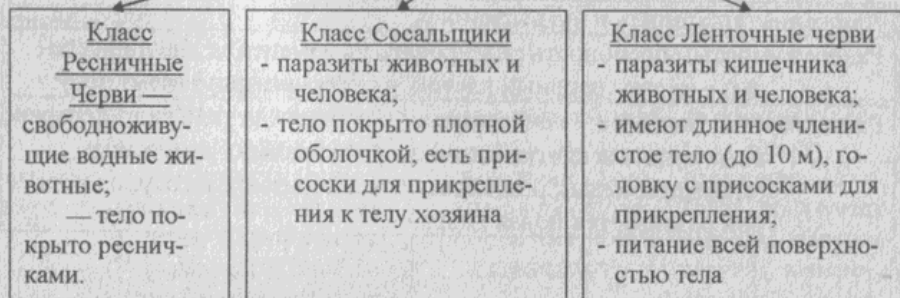 Класс
Ресничные
Черви —
свободноживу-
щие водные жи-
вотные;
— тело по-
крыто реснич-
ками.
Класс Сосальщики
- паразиты животных и
человека;
- тело покрыто плотной
оболочкой, есть при-
соски для прикрепле-
ния к телу хозяина
Класс Ленточные черви
- паразиты кишечника
животных и человека;
- имеют длинное члени-
стое тело (до 10 м), го-
ловку с присосками для
прикрепления;
- питание всей поверхно-
стью тела